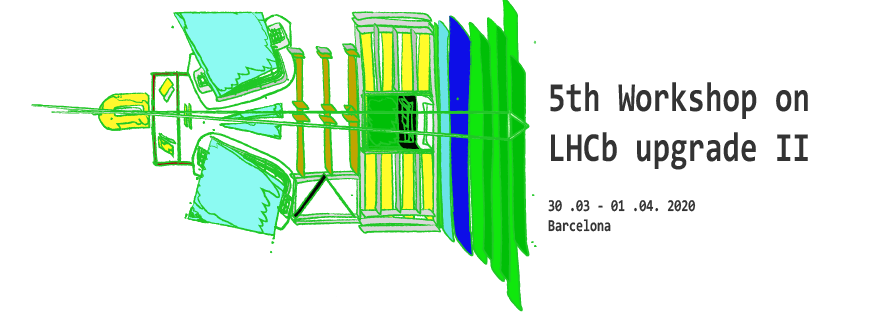 5th Workshop on
LHCb upgrade II
30 .03 - 01 .04. 2020
Barcelona